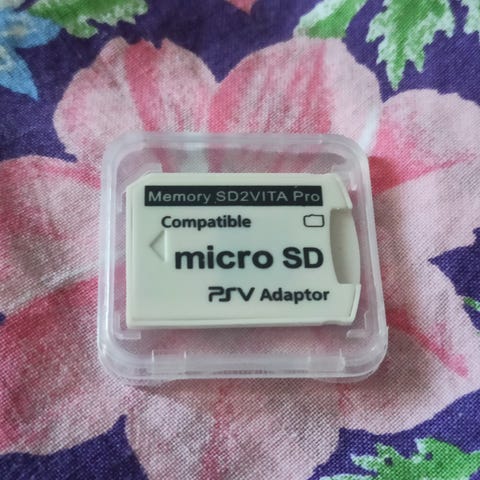 Memory SD2VITA Pro
Compatible
micro SD
PSV Adaptor